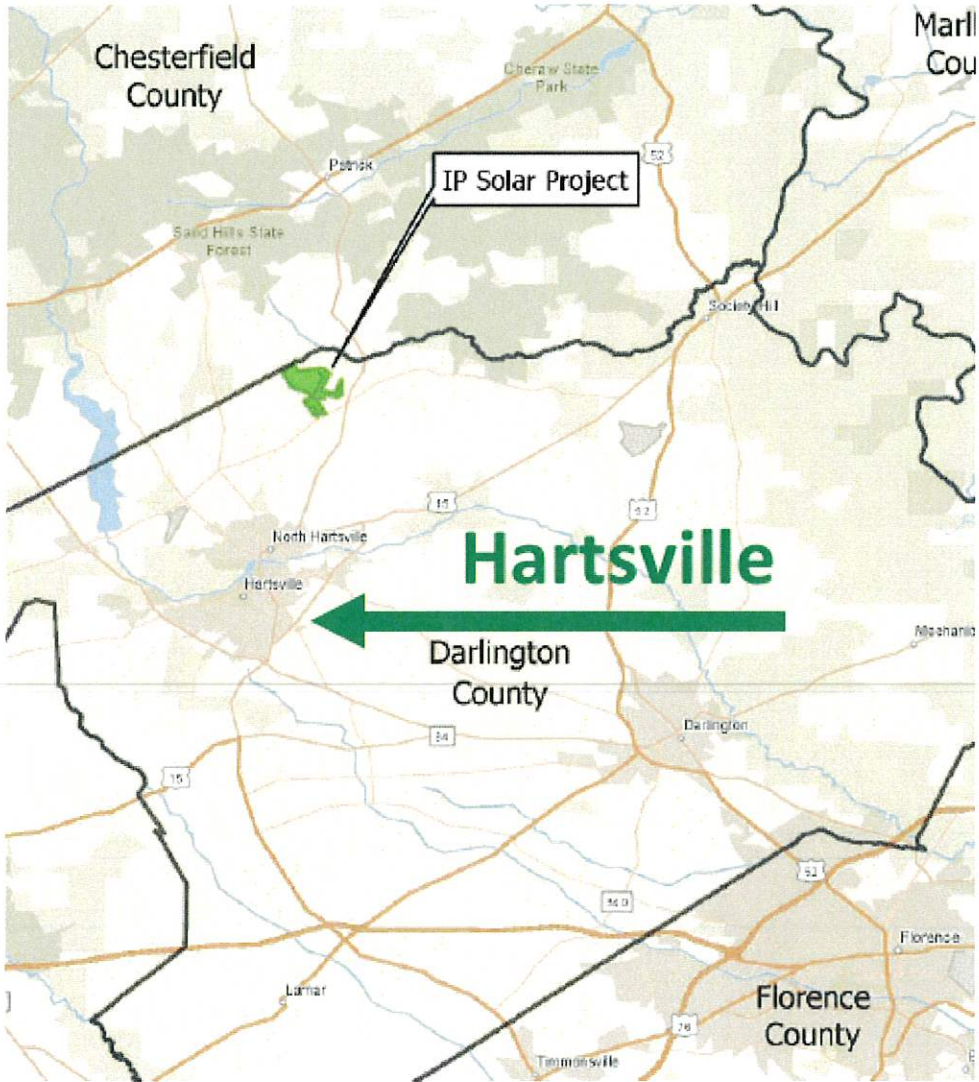 Chesterfield
County
Marl
Cou
Cheraw State
Park
52
Patrick
IP Solar Project
Sand Hills State
Forest
Society Hill
15
52
North Hartsville
Hartsville
Hartsville
Darlington
County
Mechanic
Darlington
34
15
52
340
Florence
Lamar
Florence
County
76
Timmonsville